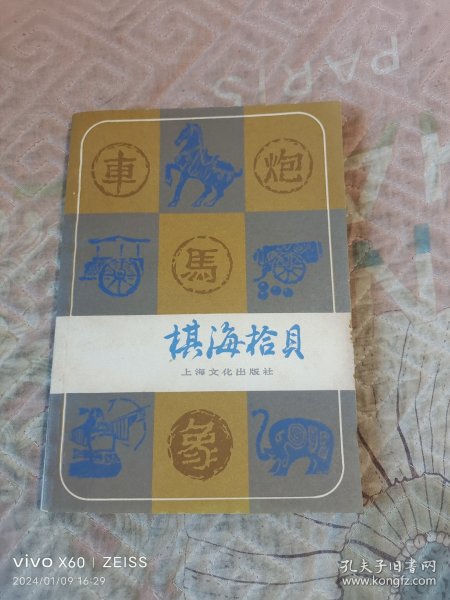 PARIS
車
炮
馬
棋海拾貝
上海文化出版社
象
vivo X60 | ZEISS
2024/01/09 16:29
孔夫子旧书网
www.kongfz.com